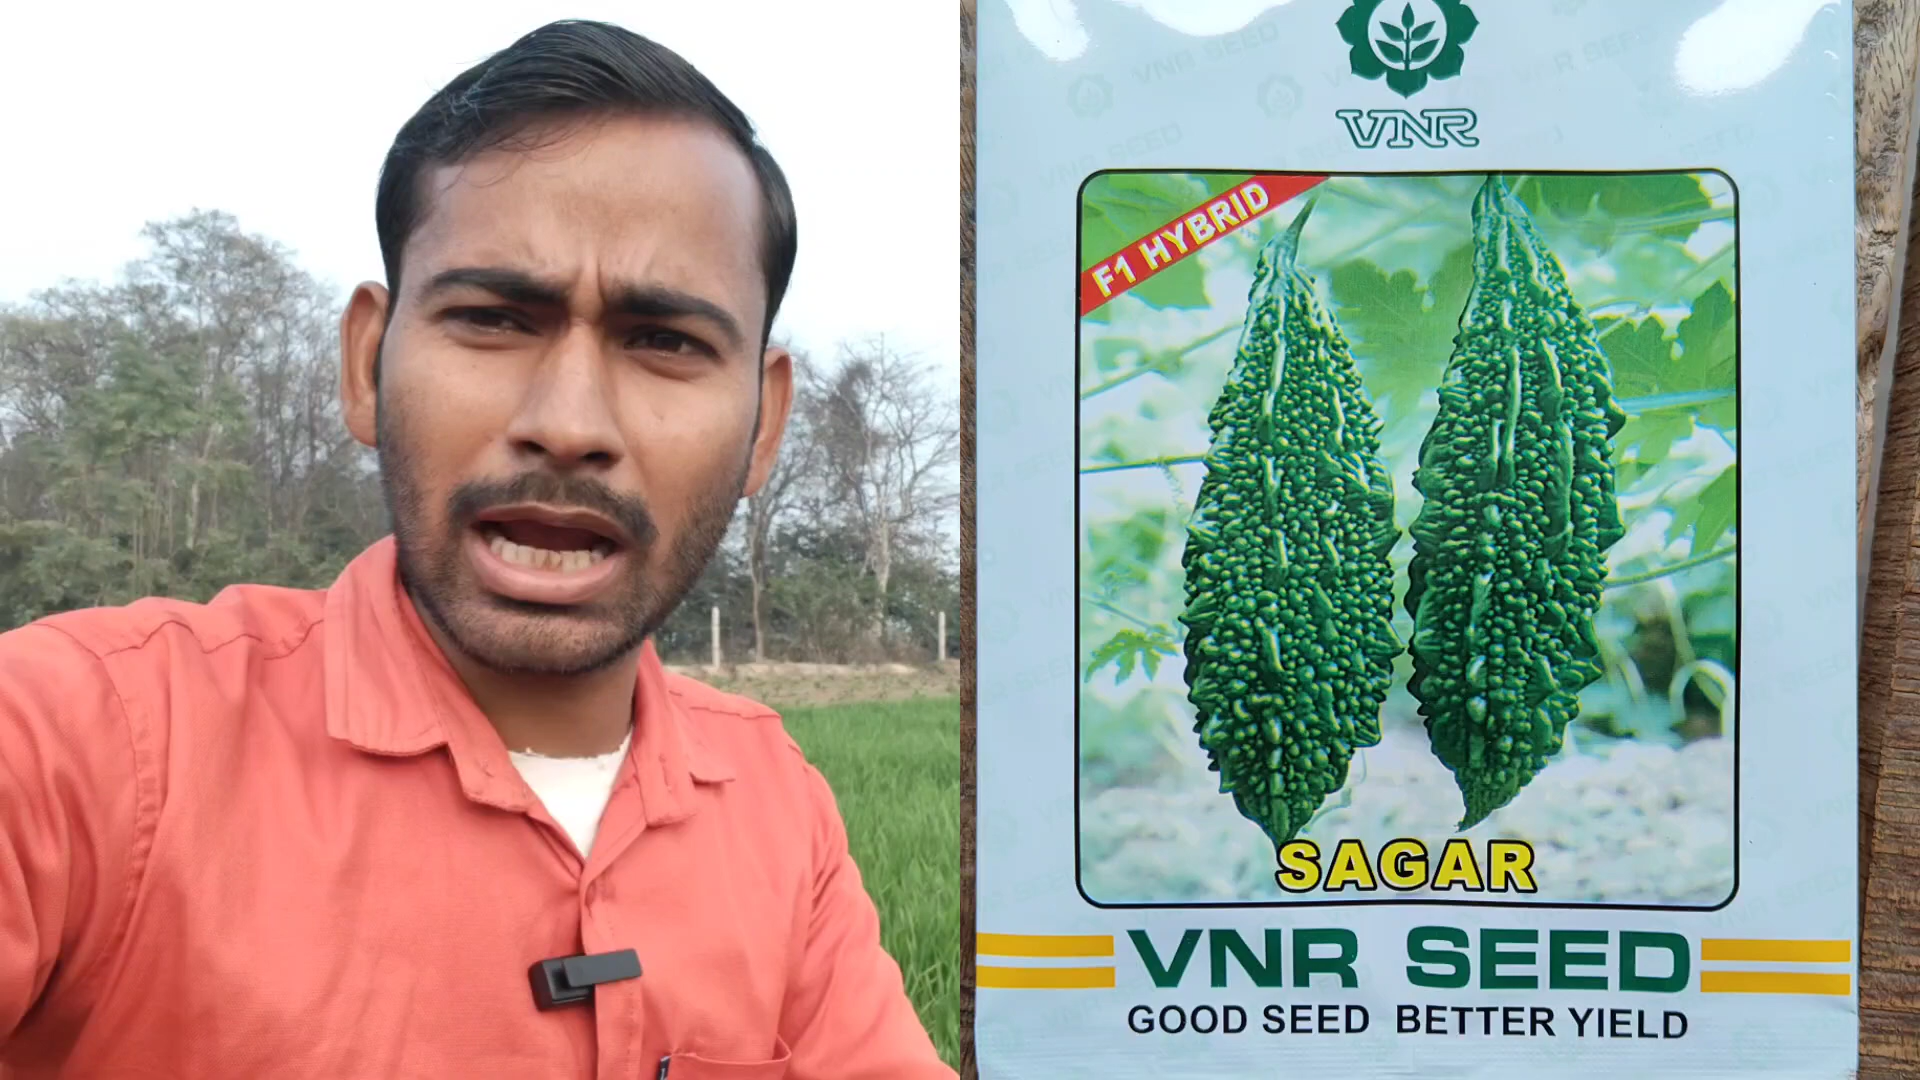 VNR
F1 HYBRID
SAGAR
VNR SEED
GOOD SEED BETTER YIELD